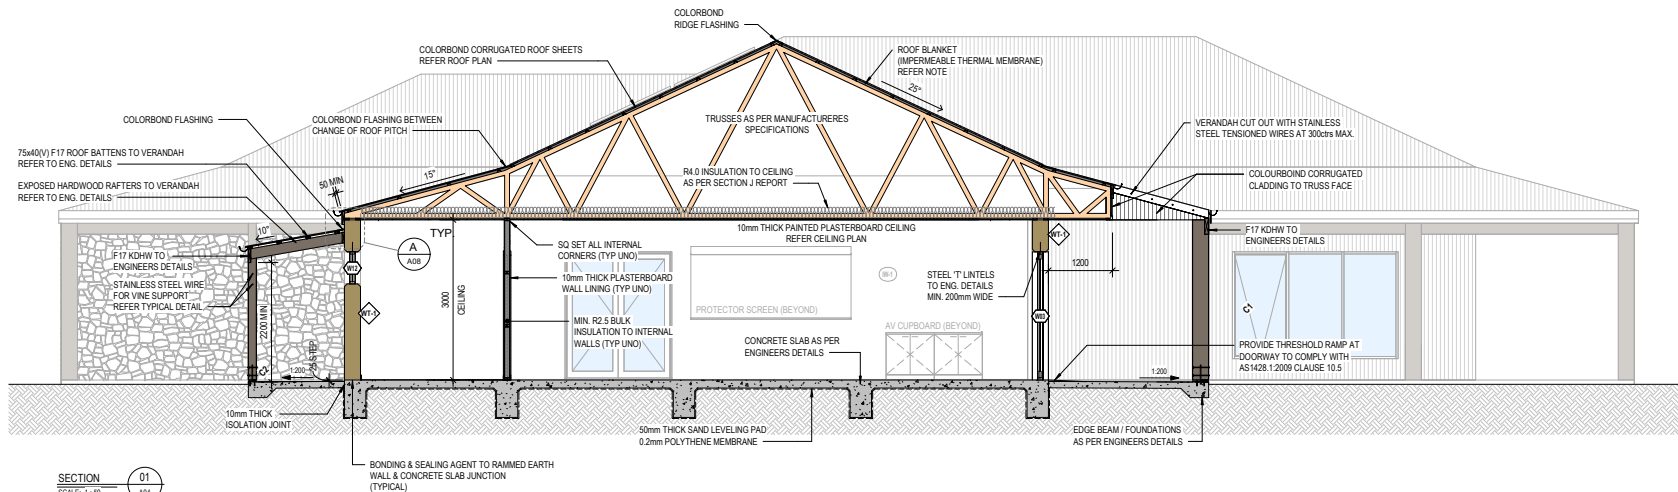 COLORBOND
RIDGE FLASHING
COLORBOND CORRUGATED ROOF SHEETS
REFER ROOF PLAN
ROOF BLANKET
(IMPERMEABLE THERMAL MEMBRANE)
REFER NOTE
25°
COLORBOND FLASHING
COLORBOND FLASHING BETWEEN
CHANGE OF ROOF PITCH
TRUSSES AS PER MANUFACTURERES
SPECIFICATIONS
VERANDAH CUT OUT WITH STAINLESS
STEEL TENSIONED WIRES AT 300ctrs MAX.
75x40(V) F17 ROOF BATTENS TO VERANDAH
REFER TO ENG. DETAILS
50 MIN
15°
R4.0 INSULATION TO CEILING
AS PER SECTION J REPORT
COLOURBOIND CORRUGATED
CLADDING TO TRUSS FACE
EXPOSED HARDWOOD RAFTERS TO VERANDAH
REFER TO ENG. DETAILS
10°
TYP.
10mm THICK PAINTED PLASTERBOARD CEILING
REFER CEILING PLAN
WT-1
F17 KDHW TO
ENGINEERS DETAILS
A
A08
SQ SET ALL INTERNAL
CORNERS (TYP UNO)
F17 KDHW TO
ENGINEERS DETAILS
W12
10mm THICK PLASTERBOARD
WALL LINING (TYP UNO)
STEEL 'T' LINTELS
TO ENG. DETAILS
MIN. 200mm WIDE
1200
STAINLESS STEEL WIRE
FOR VINE SUPPORT
REFER TYPICAL DETAIL.
3000
CEILING
PROTECTOR SCREEN (BEYOND)
C1
WT-1
W03
2200 MIN
MIN. R2.5 BULK
INSULATION TO INTERNAL
WALLS (TYP UNO)
AV CUPBOARD (BEYOND)
CONCRETE SLAB AS PER
ENGINEERS DETAILS
PROVIDE THRESHOLD RAMP AT
DOORWAY TO COMPLY WITH
AS1428.1:2009 CLAUSE 10.5
C2
1:200
25 STEP
1:200
10mm THICK
ISOLATION JOINT
50mm THICK SAND LEVELING PAD
0.2mm POLYTHENE MEMBRANE
EDGE BEAM / FOUNDATIONS
AS PER ENGINEERS DETAILS
BONDING & SEALING AGENT TO RAMMED EARTH
WALL & CONCRETE SLAB JUNCTION
(TYPICAL)
SECTION
01